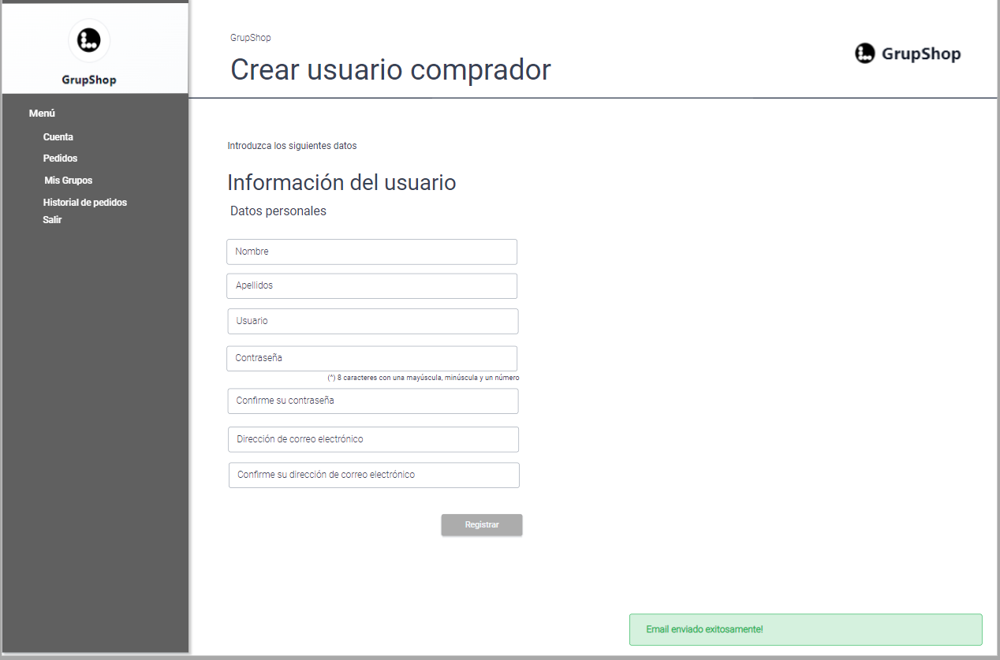 GrupShop
Menú
Cuenta
Pedidos
Mis Grupos
Historial de pedidos
Salir
GrupShop
Crear usuario comprador
GrupShop
Introduzca los siguientes datos
Información del usuario
Datos personales
Nombre
Apellidos
Usuario
Contraseña
(*) 8 caracteres con una mayúscula, minúscula y un número
Confirme su contraseña
Dirección de correo electrónico
Confirme su dirección de correo electrónico
Registrar
Email enviado exitosamente!